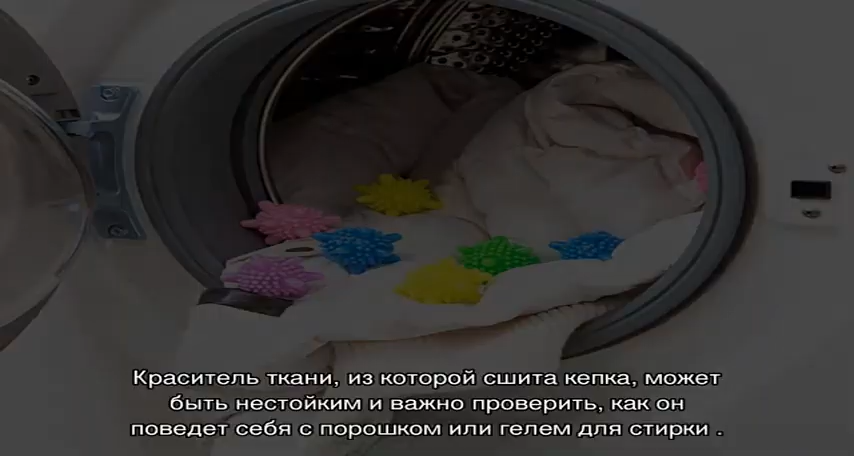 Краситель ткани, из которой сшита кепка, может
быть нестойким и важно проверить, как он
поведет себя с порошком или гелем для стирки .